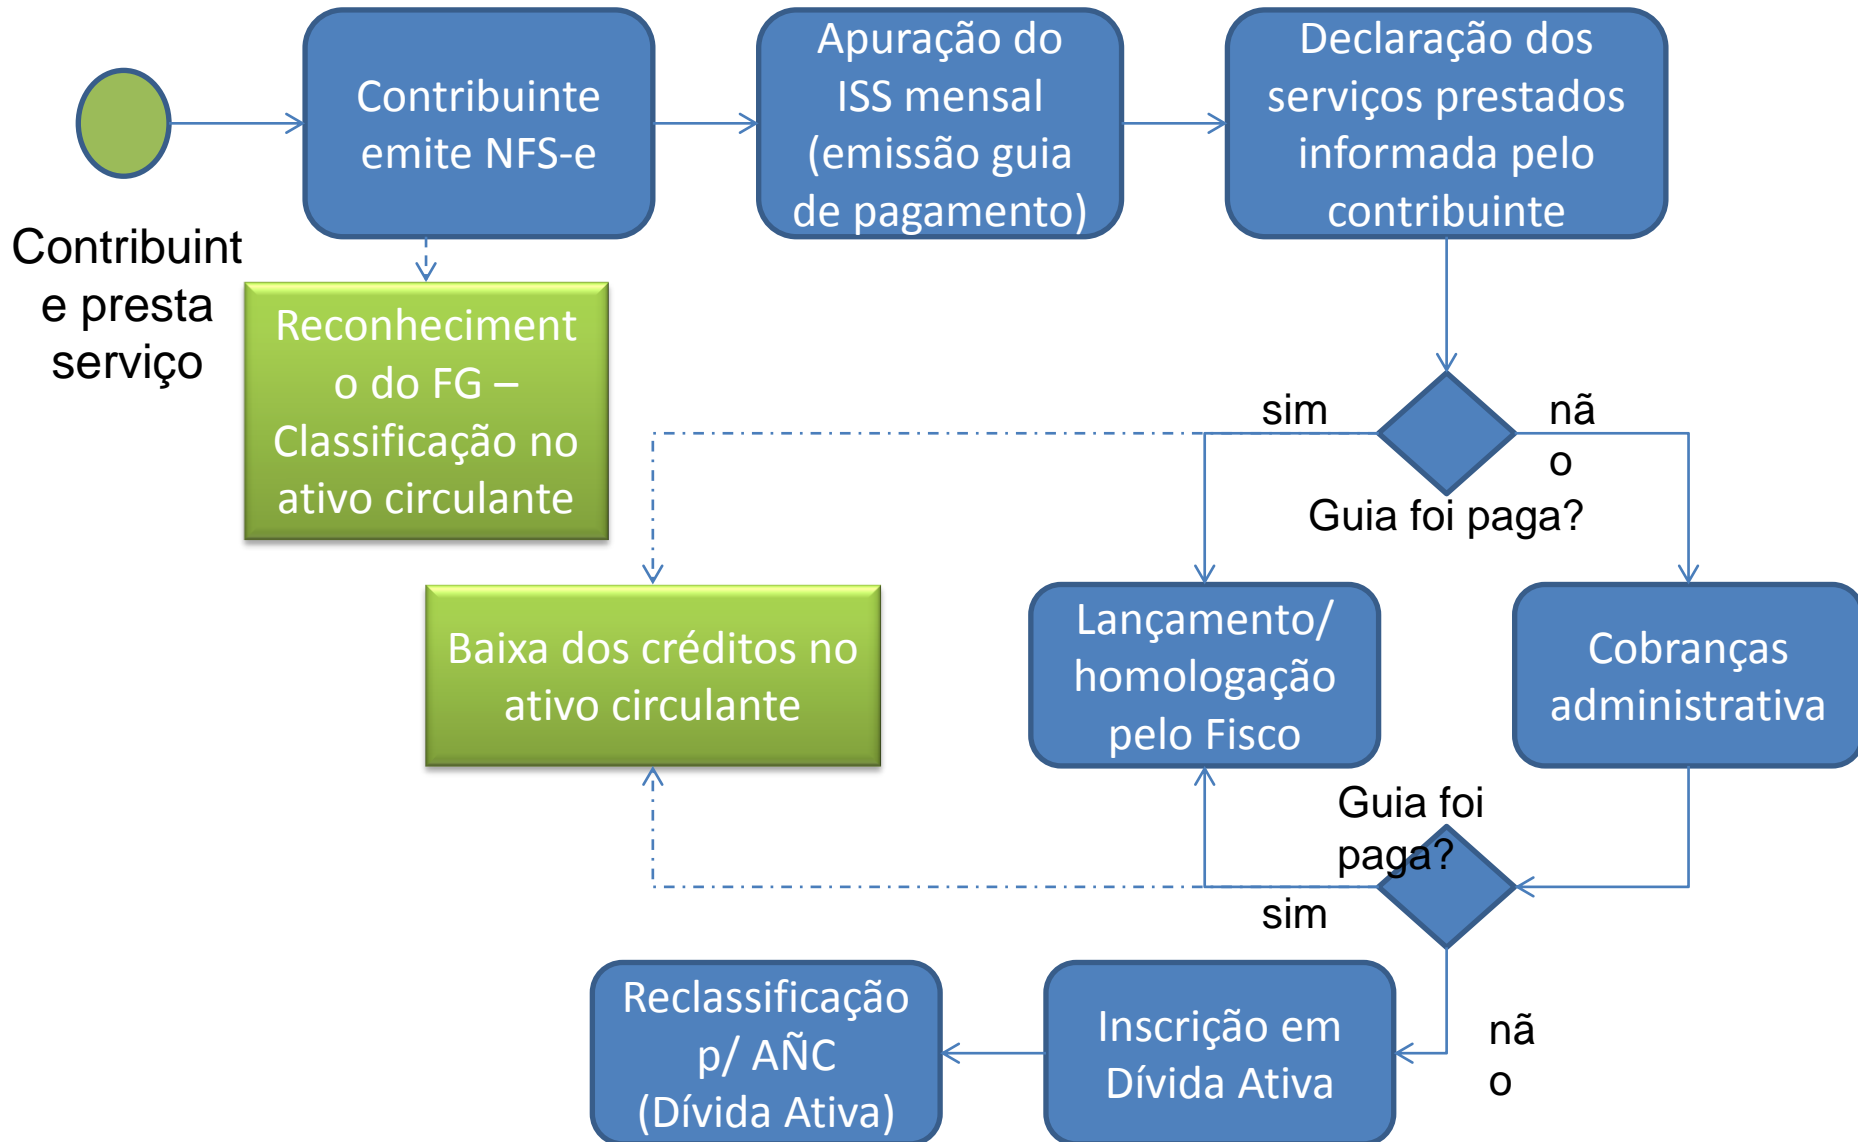 Contribuint
e presta
serviço
Contribuinte
emite NFS-e
Apuração do
ISS mensal
(emissão guia
de pagamento)
Declaração dos
serviços prestados
informada pelo
contribuinte
Reconheciment
o do FG –
Classificação no
ativo circulante
sim
nã
o
Guia foi paga?
Baixa dos créditos no
ativo circulante
Lançamento/
homologação
pelo Fisco
Cobranças
administrativa
Guia foi
paga?
sim
nã
o
Inscrição em
Dívida Ativa
Reclassificação
p/ AÑC
(Dívida Ativa)